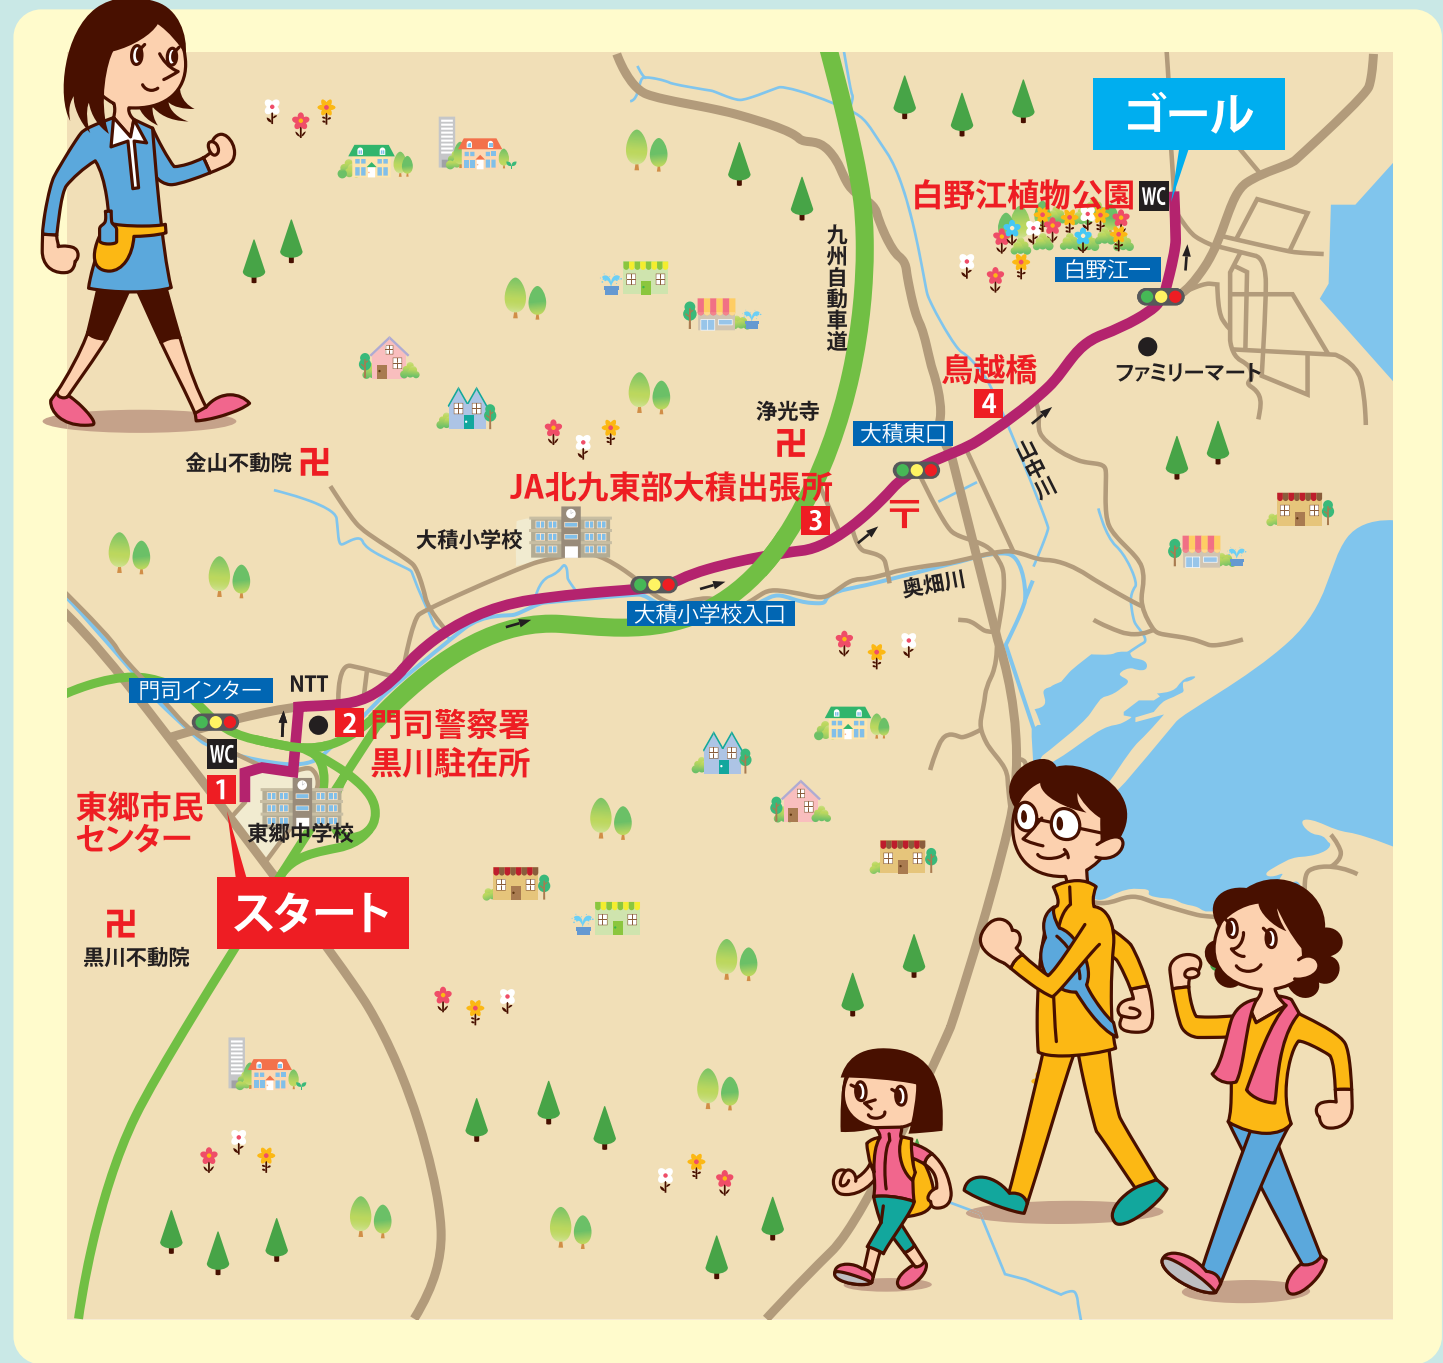 ゴール
白野江植物公園
WC
白野江一
九州自動車道
ファミリーマート
鳥越橋
4
浄光寺
卍
大積東口
山中川
金山不動院
卍
JA北九東部大積出張所
3
〒
大積小学校
奥畑川
大積小学校入口
門司インター
NTT
2
門司警察署
黒川駐在所
WC
1
東郷市民
センター
東郷中学校
スタート
卍
黒川不動院